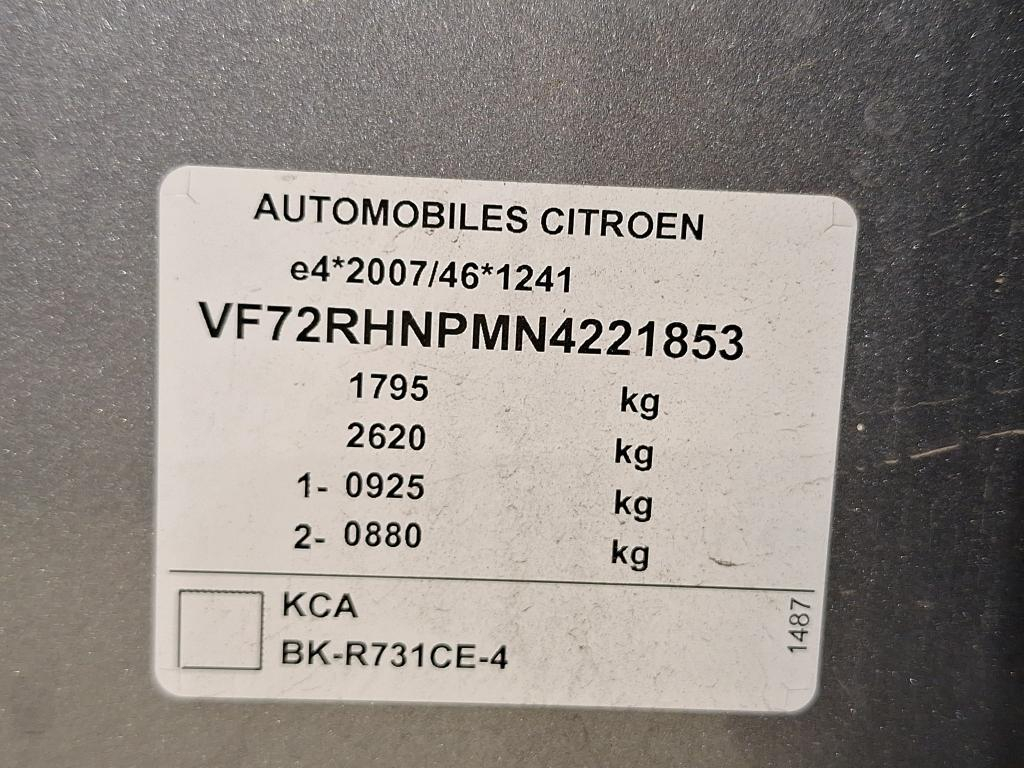 AUTOMOBILES CITROEN
e4*2007/46*1241
VF72RHNPMN4221853
1795 kg
2620 kg
1- 0925 kg
2- 0880 kg
KCA
BK-R731CE-4
1487